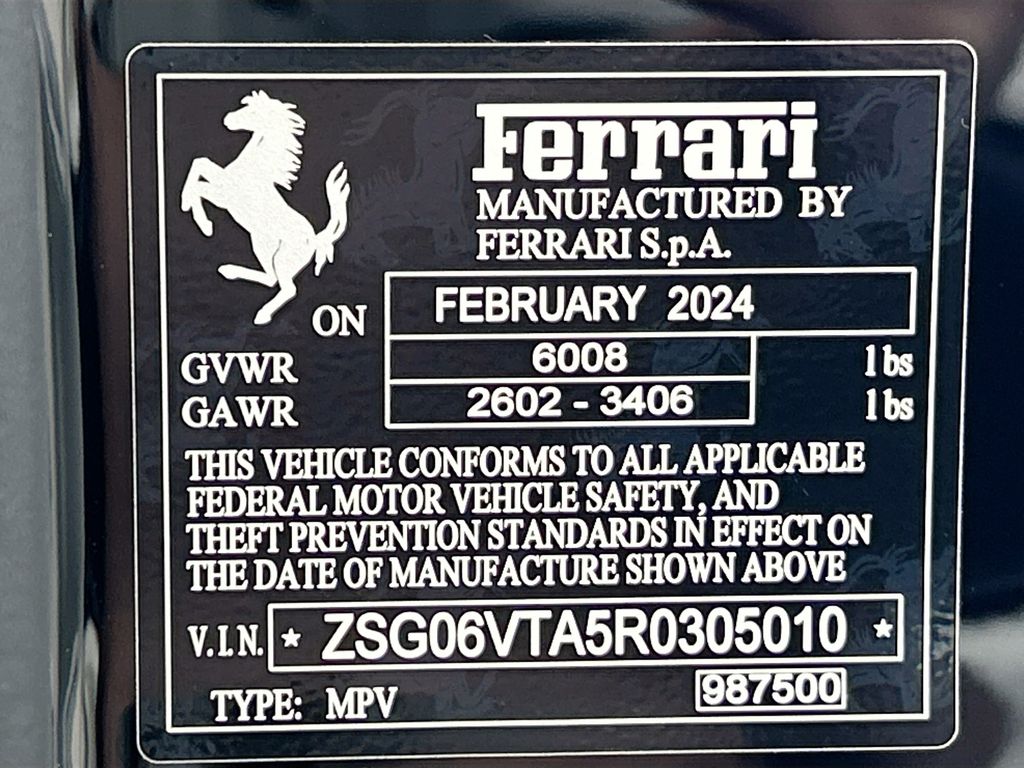 Ferrari
MANUFACTURED BY
FERRARI S.p.A.
ON FEBRUARY 2024
GVWR 6008 lbs
GAWR 2602 - 3406 lbs
THIS VEHICLE CONFORMS TO ALL APPLICABLE
FEDERAL MOTOR VEHICLE SAFETY, AND
THEFT PREVENTION STANDARDS IN EFFECT ON
THE DATE OF MANUFACTURE SHOWN ABOVE
V.I.N. * ZSG06VTA5R0305010 *
TYPE: MPV 987500